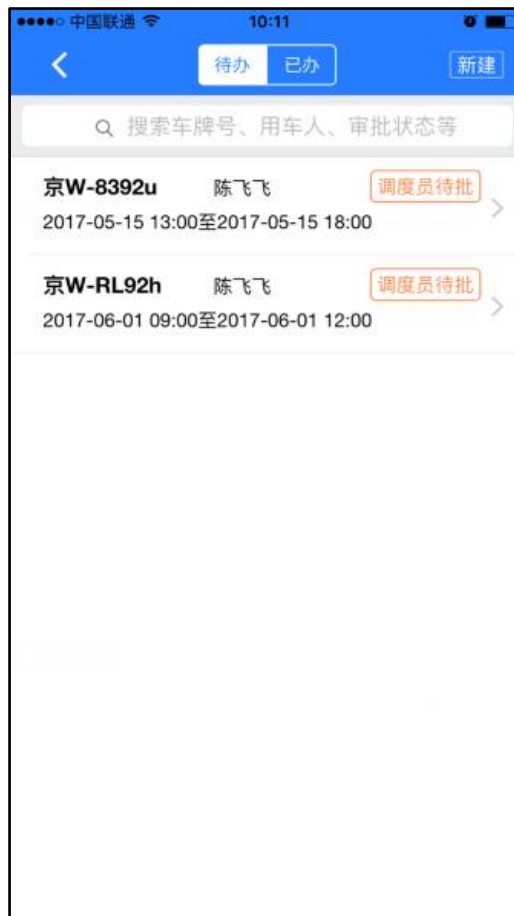 中国联通 10:11
待办 已办 新建
搜索车牌号、用车人、审批状态等
京W-8392u 陈飞飞 调度员待批
2017-05-15 13:00至2017-05-15 18:00
京W-RL92h 陈飞飞 调度员待批
2017-06-01 09:00至2017-06-01 12:00